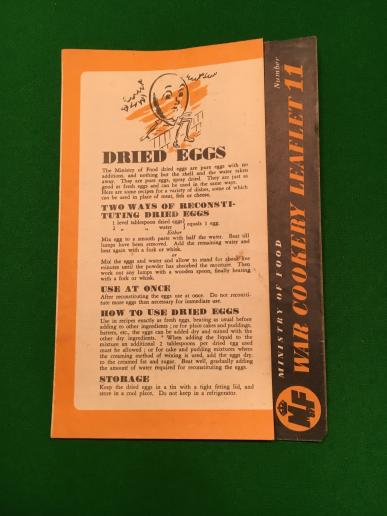 DRIED EGGS
The Ministry of Food dried eggs are pure eggs with no
additions, and nothing but the shell and the water taken
away. They are pure eggs, spray dried. They are just as
good as fresh eggs and can be used in the same ways.
Here are some recipes for a variety of dishes, some of which
can be used in place of meat, fish or cheese.
TWO WAYS OF RECONSTI-
TUTING DRIED EGGS
1 level tablespoon dried egg
2 " " water } equals 1 egg.
Either
Mix egg to a smooth paste with half the water. Beat till
lumps have been removed. Add the remaining water and
beat again with a fork or whisk.
or
Mix the eggs and water and allow to stand for about five
minutes until the powder has absorbed the moisture. Then
work out any lumps with a wooden spoon, finally beating
with a fork or whisk.
USE AT ONCE
After reconstituting the eggs use at once. Do not reconsti-
tute more eggs than necessary for immediate use.
HOW TO USE DRIED EGGS
Use in recipes exactly as fresh eggs, beating as usual before
adding to other ingredients ; or for plain cakes and puddings,
batters, etc., the eggs can be added dry and mixed with the
other dry ingredients. When adding the liquid to the
mixture an additional 2 tablespoons per dried egg used
must be allowed ; or for cake and pudding mixtures where
the creaming method of mixing is used, add the eggs dry
to the creamed fat and sugar. Beat well, gradually adding
the amount of water required for reconstituting the eggs.
STORAGE
Keep the dried eggs in a tin with a tight fitting lid, and
store in a cool place. Do not keep in a refrigerator.
MINISTRY OF FOOD
WAR COOKERY LEAFLET
Number
11
MF